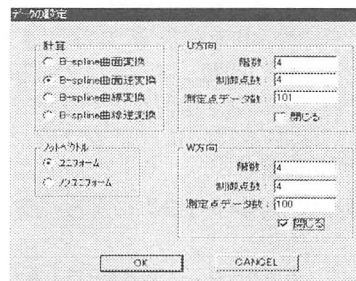 データの設定
計算
B-spline曲面変換
B-spline曲面逆変換
B-spline曲線変換
B-spline曲線逆変換
ノットベクトル
ユニフォーム
ノンユニフォーム
U方向
階数 4
制御点数 4
測定点データ数 101
閉じる
W方向
階数: 4
制御点数: 4
測定点データ数: 100
閉じる
OK
CANCEL